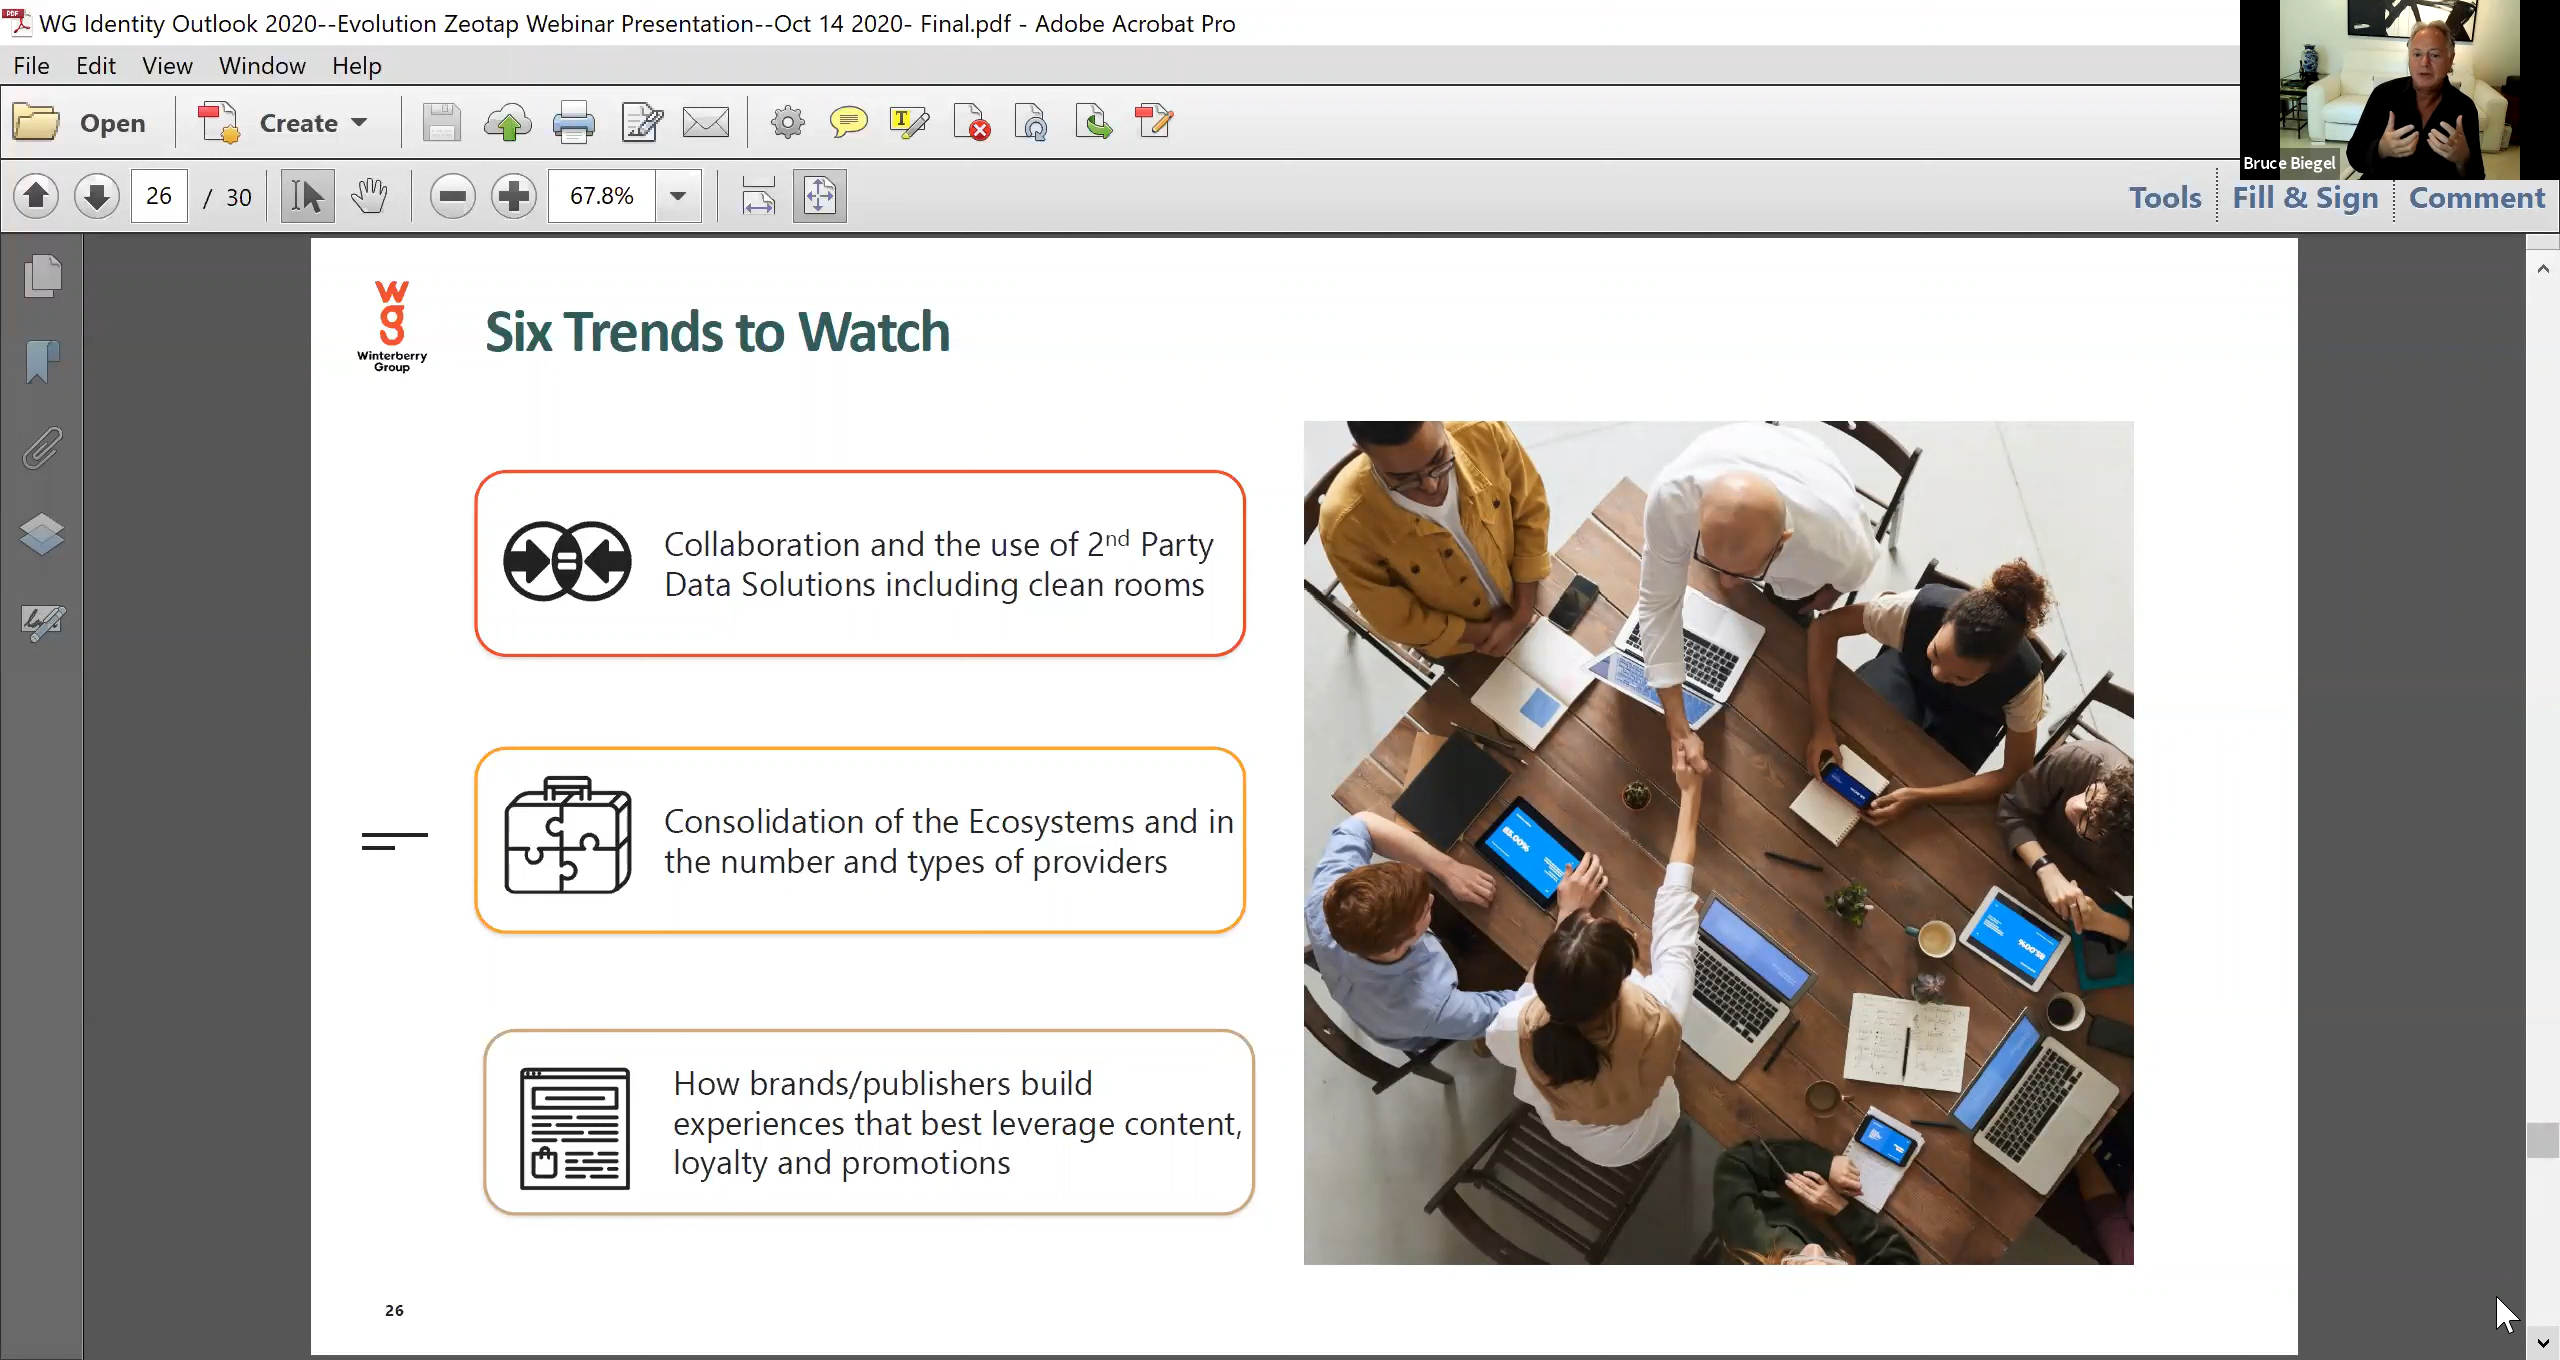 WG Identity Outlook 2020--Evolution Zeotap Webinar Presentation--Oct 14 2020- Final.pdf - Adobe Acrobat Pro
File Edit View Window Help
Open Create
26 / 30 67.8%
Bruce Biegel
Tools Fill & Sign Comment
wg
Winterberry
Group
Six Trends to Watch
Collaboration and the use of 2nd Party
Data Solutions including clean rooms
Consolidation of the Ecosystems and in
the number and types of providers
How brands/publishers build
experiences that best leverage content,
loyalty and promotions
26